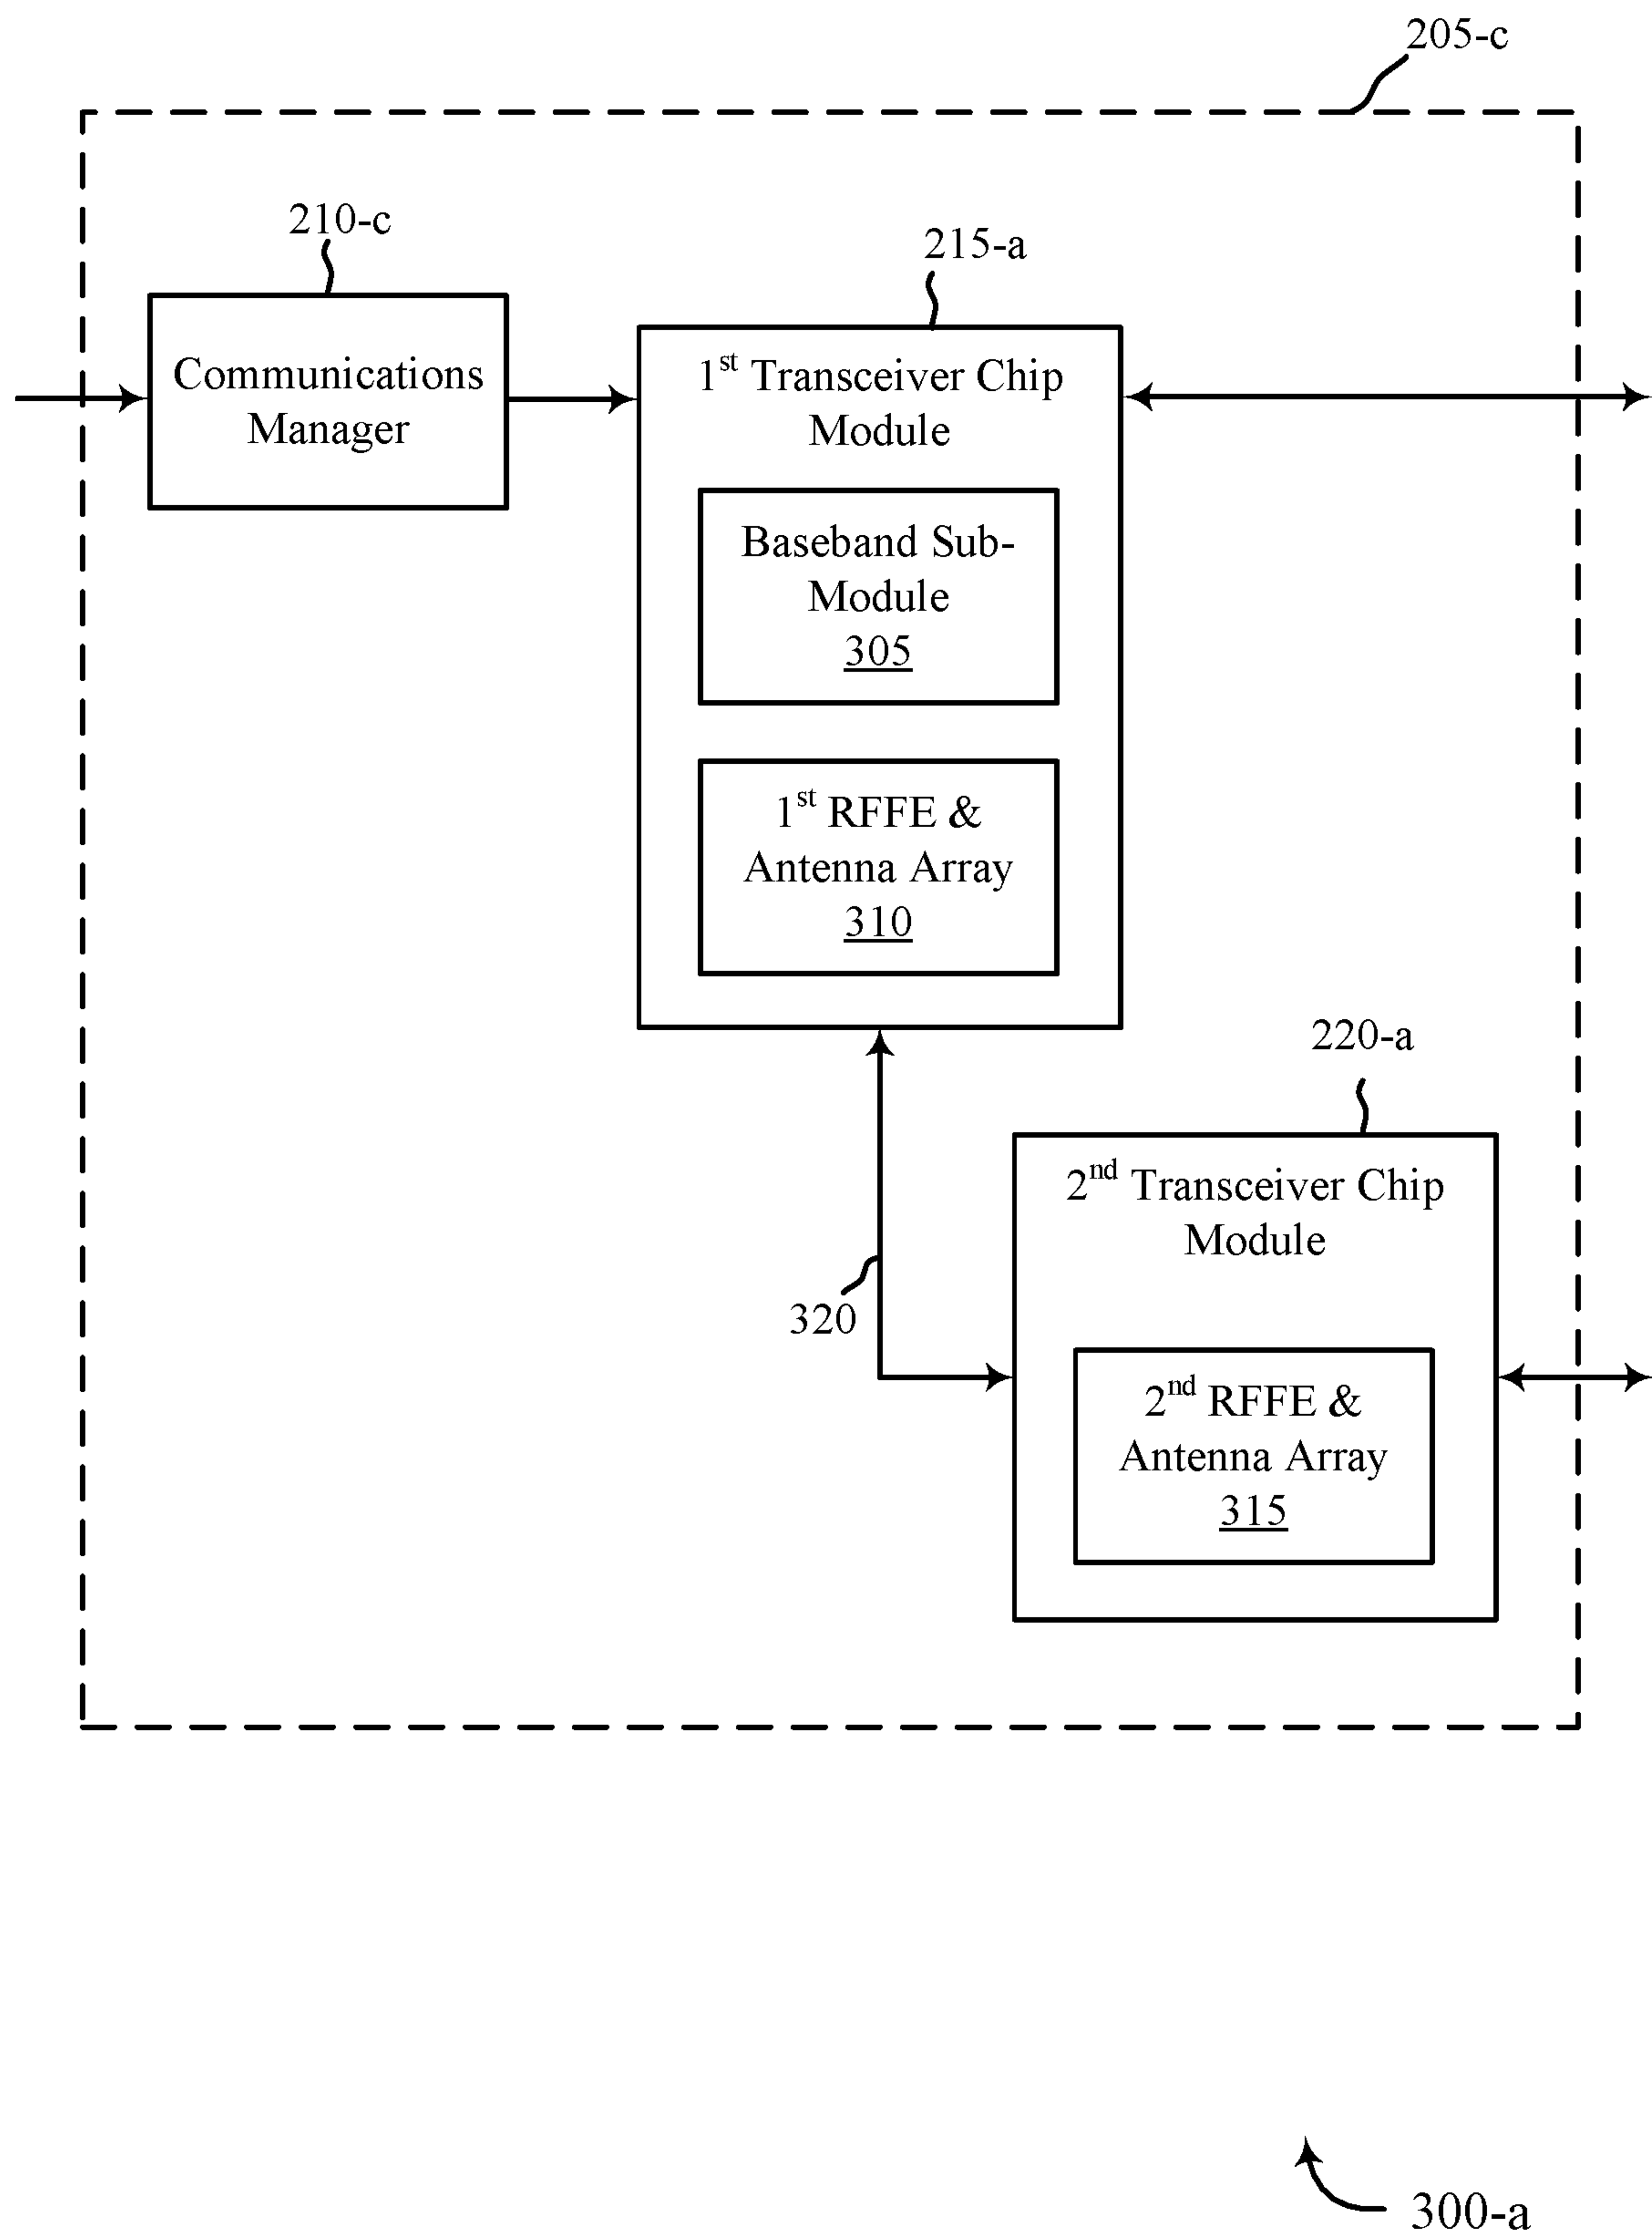 205-c
210-c
215-a
Communications
Manager
1st Transceiver Chip
Module
Baseband Sub-
Module
305
1st RFFE &
Antenna Array
310
220-a
2nd Transceiver Chip
Module
320
2nd RFFE &
Antenna Array
315
300-a